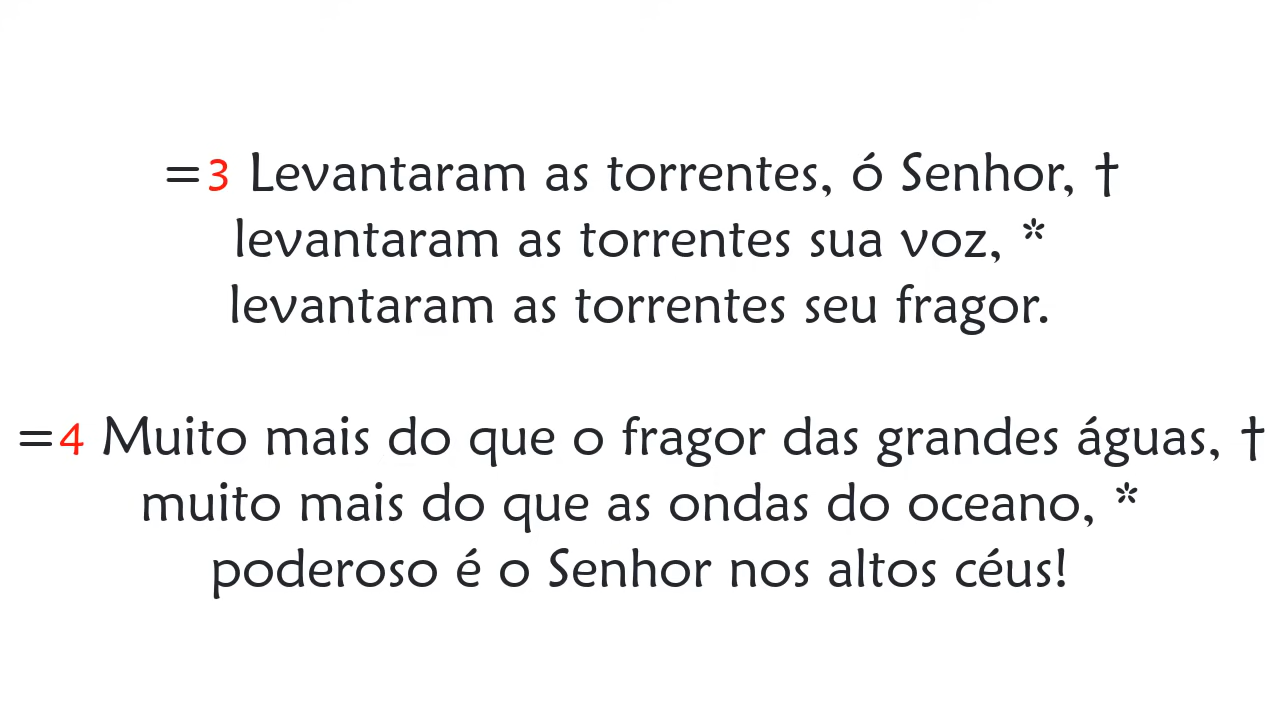 =3 Levantaram as torrentes, ó Senhor, †
levantaram as torrentes sua voz, *
levantaram as torrentes seu fragor.
=4 Muito mais do que o fragor das grandes águas, †
muito mais do que as ondas do oceano, *
poderoso é o Senhor nos altos céus!